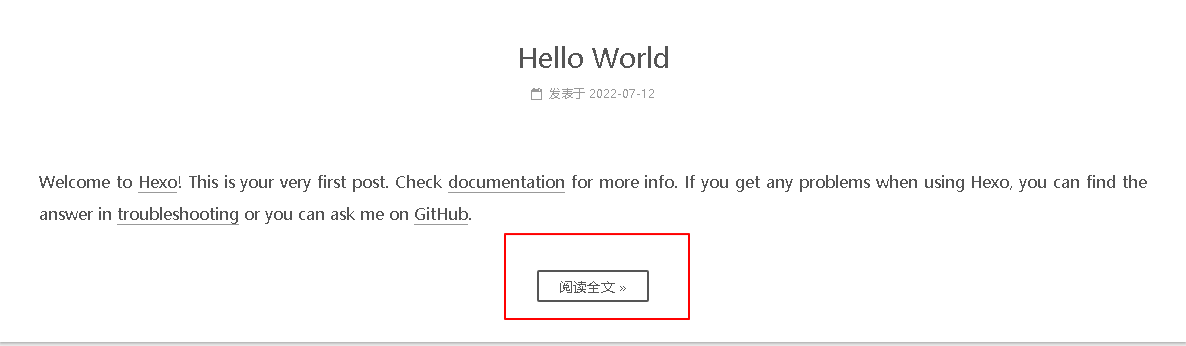 Hello World
发表于 2022-07-12
Welcome to Hexo! This is your very first post. Check documentation for more info. If you get any problems when using Hexo, you can find the
answer in troubleshooting or you can ask me on GitHub.
阅读全文 »